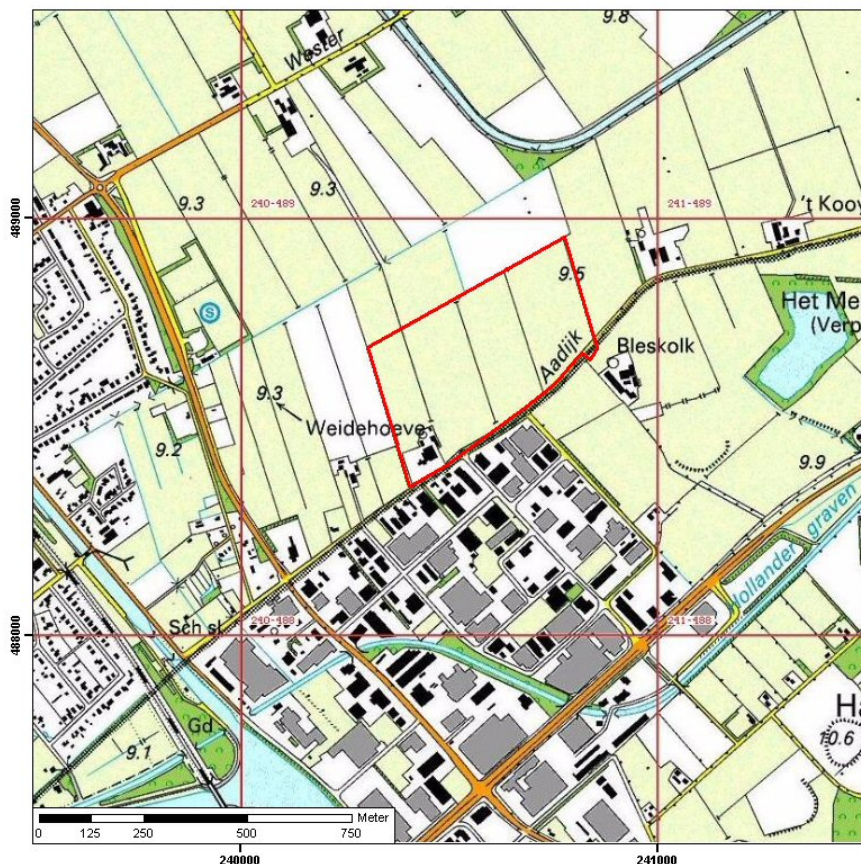 9.8
Wester
9.3
9.3
489000
240-489
241-489
't Koov
9.5
Het Me
(Verp
Aadijk
Bleskolk
9.3
Weidehoeve
9.2
9.9
Hollander graven
Sch sl
240-488
241-488
488000
Gd
Ha
10.6
9.1
Meter
0 125 250 500 750
240000
241000